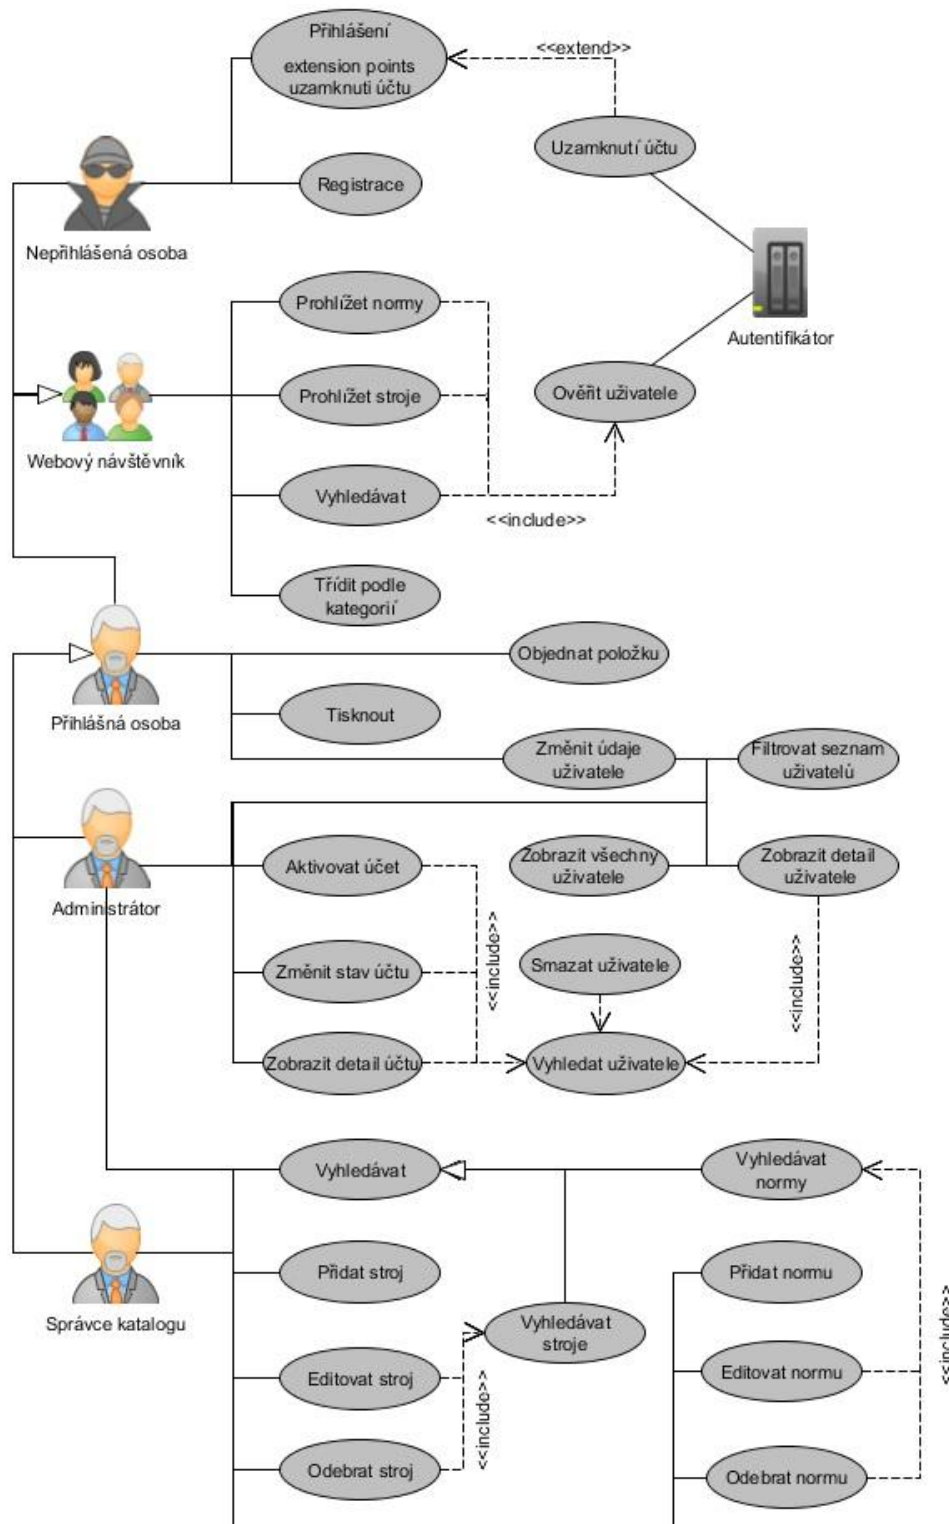 Přihlášení
extension points
uzamknuti účtu
<<extend>>
Uzamknutí účtu
Registrace
Nepřihlášená osoba
Prohlížet normy
Autentifikátor
Prohlížet stroje
Ověřit uživatele
Webový návštěvník
Vyhledávat
<<include>>
Třídit podle
kategorií
Objednat položku
Přihlášná osoba
Tisknout
Změnit údaje
uživatele
Filtrovat seznam
uživatelů
Aktivovat účet
Zobrazit všechny
uživatele
Zobrazit detail
uživatele
Administrátor
<<include>>
<<include>>
Změnit stav účtu
Smazat uživatele
Zobrazit detail účtu
Vyhledat uživatele
Vyhledávat
Vyhledávat
normy
Přidat stroj
Přidat normu
Správce katalogu
Vyhledávat
stroje
<<include>>
Editovat stroj
Editovat normu
<<include>>
Odebrat stroj
Odebrat normu